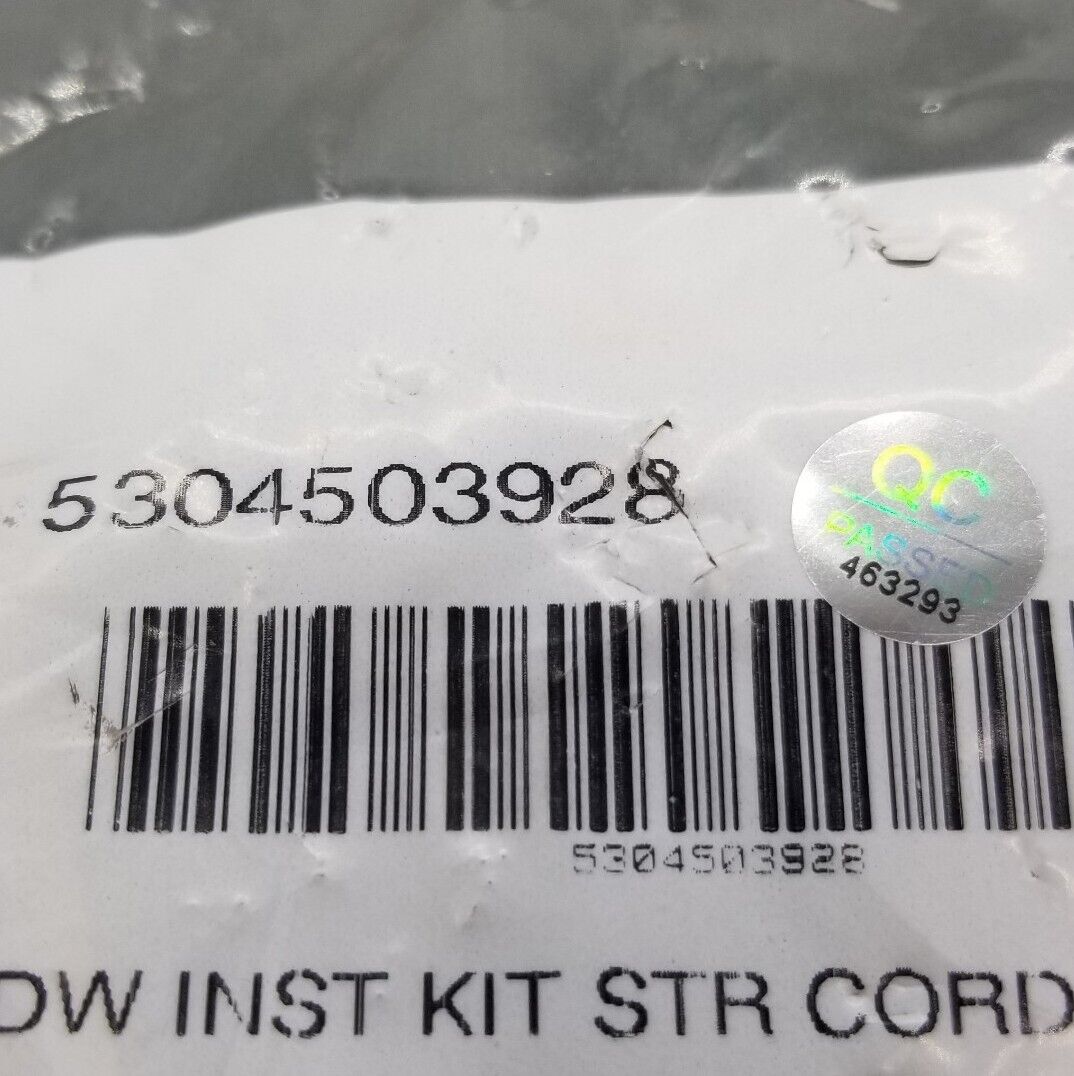 5304503928
QC
PASSED
463293
5304503928
DW INST KIT STR CORD